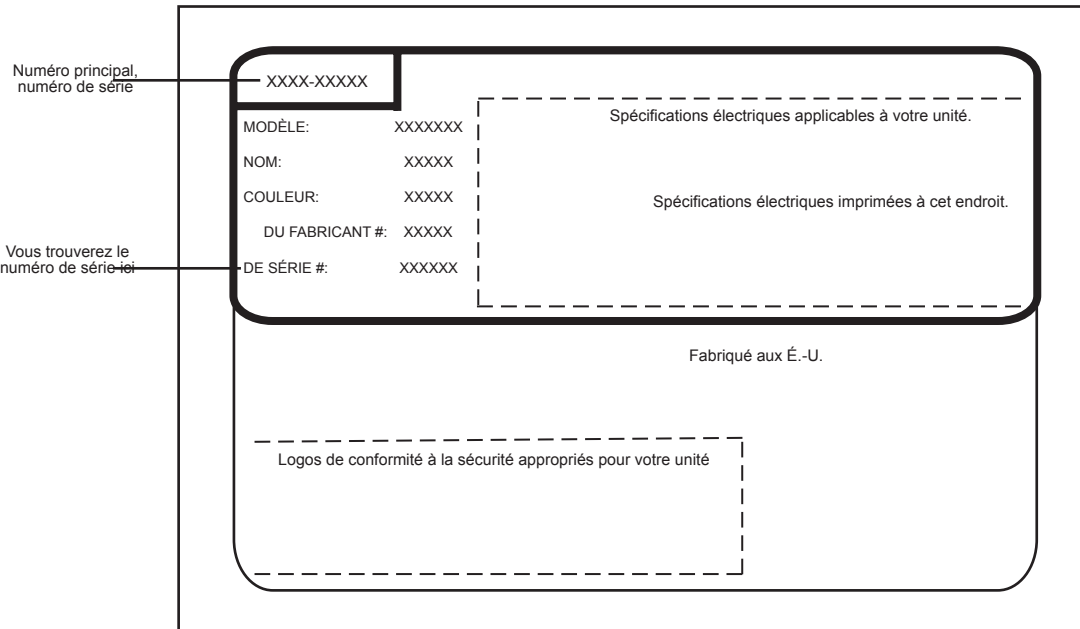 Numéro principal,
numéro de série
XXXX-XXXXX
MODÈLE: XXXXXXX
NOM: XXXXX
COULEUR: XXXXX
DU FABRICANT #: XXXXX
Vous trouverez le
numéro de série ici
DE SÉRIE #: XXXXXX
Spécifications électriques applicables à votre unité.
Spécifications électriques imprimées à cet endroit.
Fabriqué aux É.-U.
Logos de conformité à la sécurité appropriés pour votre unité